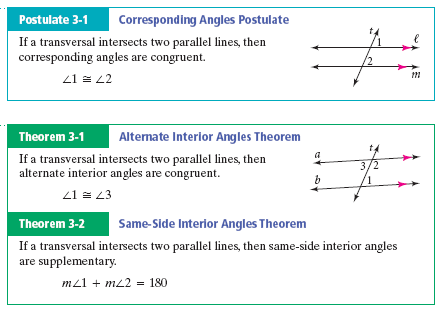 Postulate 3-1 Corresponding Angles Postulate
If a transversal intersects two parallel lines, then
corresponding angles are congruent.
∠1 ≅ ∠2
t
1
ℓ
2
m
Theorem 3-1 Alternate Interior Angles Theorem
If a transversal intersects two parallel lines, then
alternate interior angles are congruent.
∠1 ≅ ∠3
t
a
3 2
b
1
Theorem 3-2 Same-Side Interior Angles Theorem
If a transversal intersects two parallel lines, then same-side interior angles
are supplementary.
m∠1 + m∠2 = 180